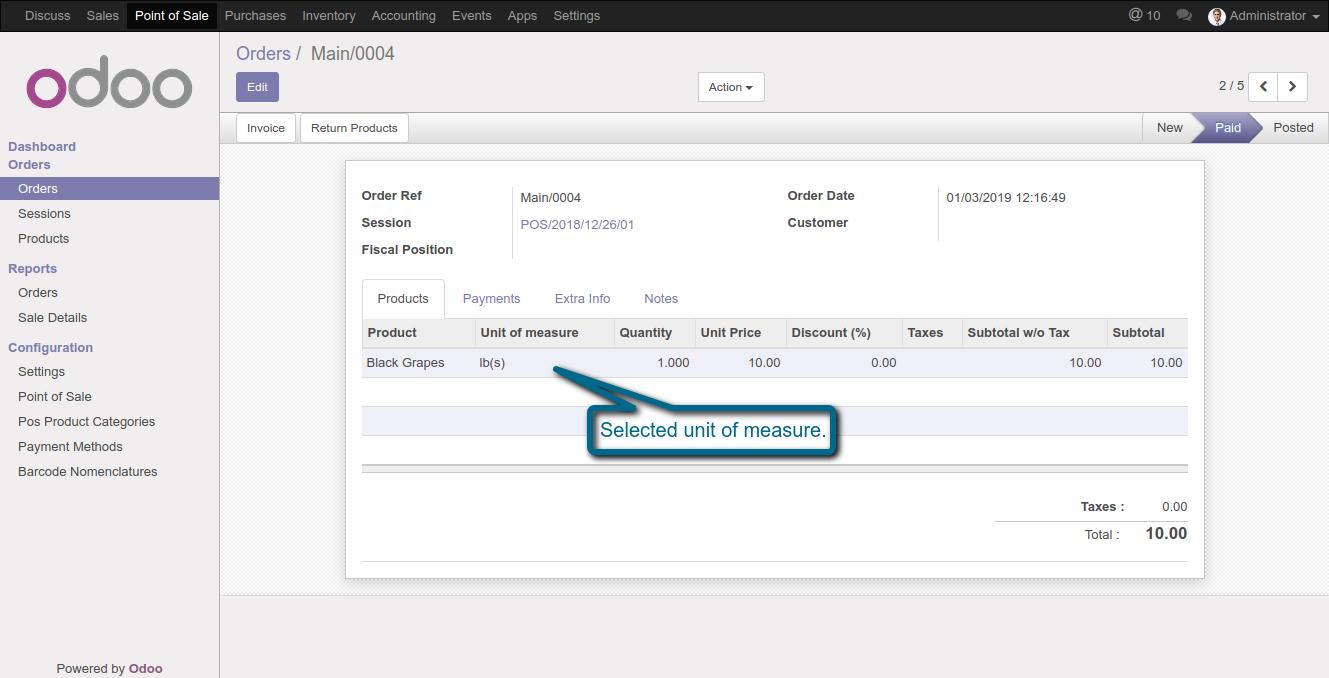 Discuss Sales Point of Sale Purchases Inventory Accounting Events Apps Settings @ 10 Administrator
odoo
Dashboard
Orders
Orders
Sessions
Products
Reports
Orders
Sale Details
Configuration
Settings
Point of Sale
Pos Product Categories
Payment Methods
Barcode Nomenclatures
Powered by Odoo
Orders / Main/0004
Edit Action 2 / 5
Invoice Return Products New Paid Posted
Order Ref Main/0004 Order Date 01/03/2019 12:16:49
Session POS/2018/12/26/01 Customer
Fiscal Position
Products Payments Extra Info Notes
Product Unit of measure Quantity Unit Price Discount (%) Taxes Subtotal w/o Tax Subtotal
Black Grapes lb(s) 1.000 10.00 0.00 10.00 10.00
Selected unit of measure.
Taxes : 0.00
Total : 10.00